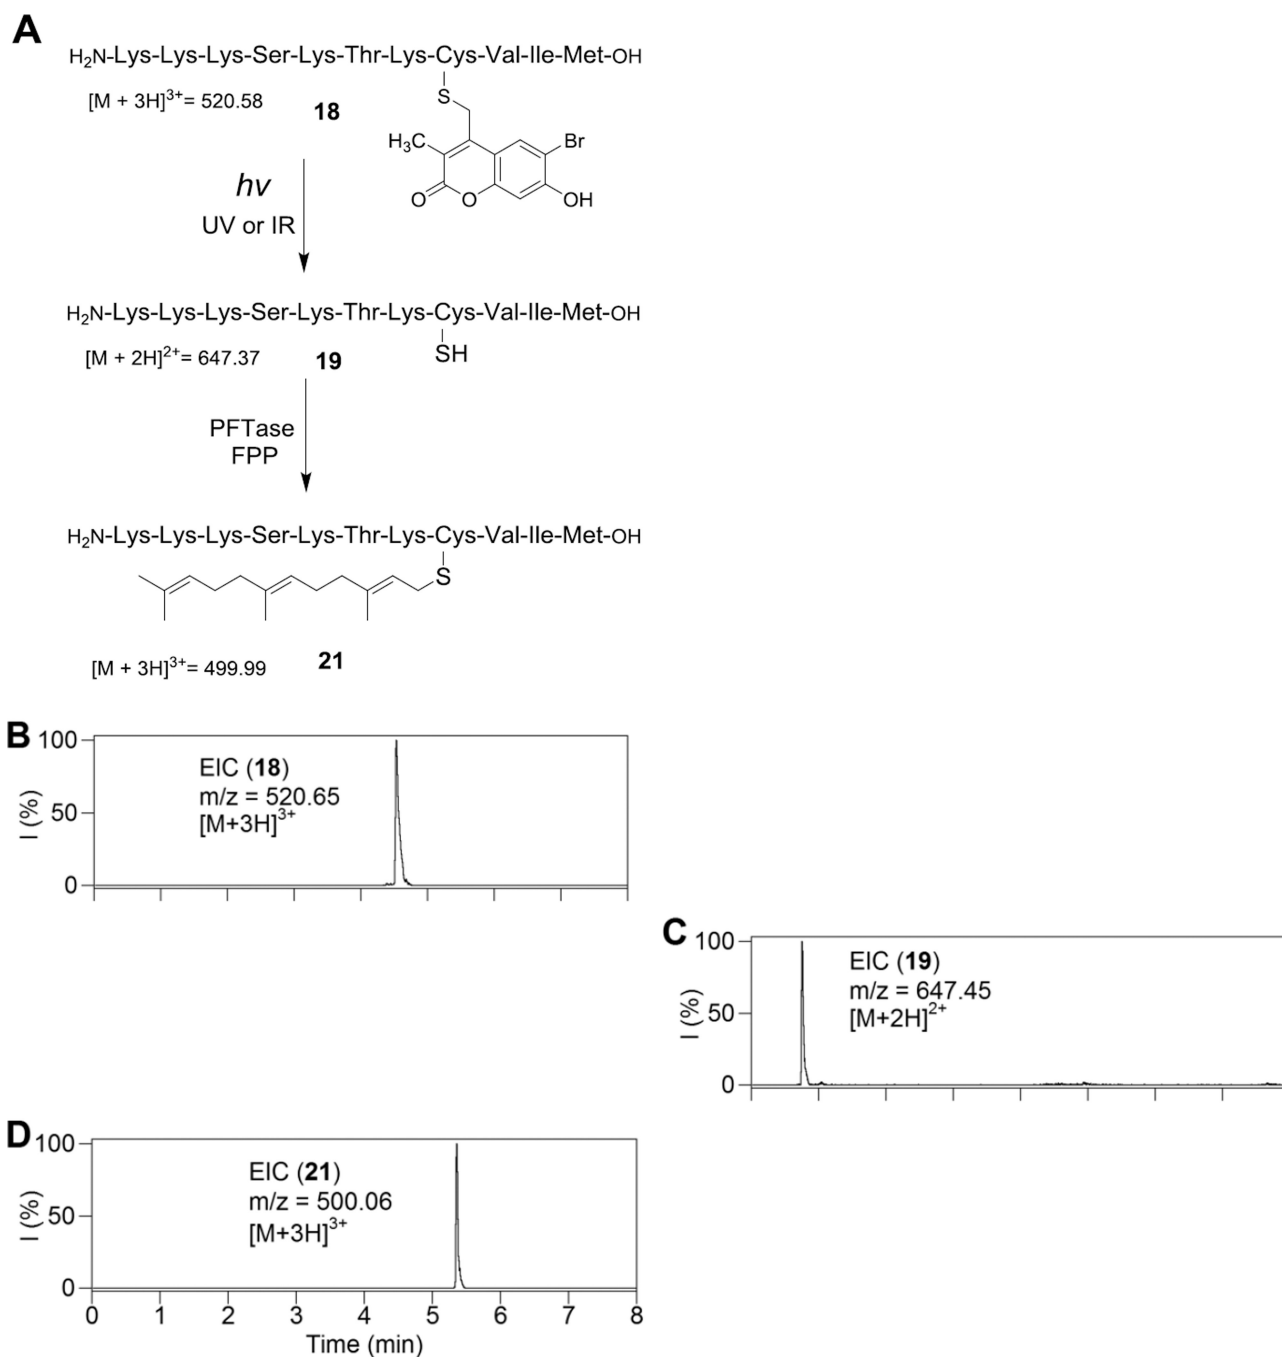 A
H₂N-Lys-Lys-Lys-Ser-Lys-Thr-Lys-Cys-Val-Ile-Met-OH
[M + 3H]³⁺= 520.58
18
S
H₃C
Br
O
O
OH
hν
UV or IR
H₂N-Lys-Lys-Lys-Ser-Lys-Thr-Lys-Cys-Val-Ile-Met-OH
[M + 2H]²⁺= 647.37
19
SH
PFTase
FPP
H₂N-Lys-Lys-Lys-Ser-Lys-Thr-Lys-Cys-Val-Ile-Met-OH
S
[M + 3H]³⁺= 499.99
21
B
100
50
0
I (%)
EIC (18)
m/z = 520.65
[M+3H]³⁺
C
100
50
0
I (%)
EIC (19)
m/z = 647.45
[M+2H]²⁺
D
100
50
0
I (%)
EIC (21)
m/z = 500.06
[M+3H]³⁺
0 1 2 3 4 5 6 7 8
Time (min)